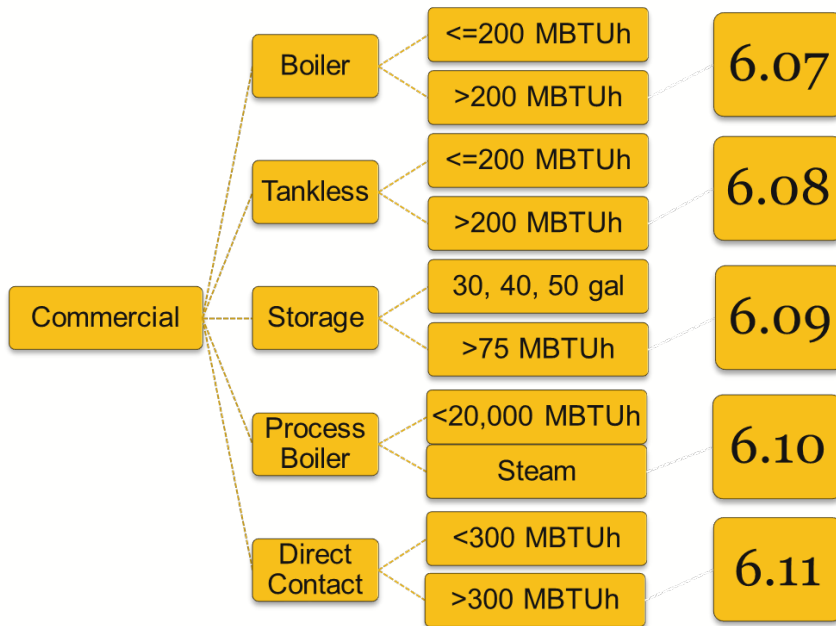 Commercial
Boiler
<=200 MBTUh
>200 MBTUh
6.07
Tankless
<=200 MBTUh
>200 MBTUh
6.08
Storage
30, 40, 50 gal
>75 MBTUh
6.09
Process
Boiler
<20,000 MBTUh
Steam
6.10
Direct
Contact
<300 MBTUh
>300 MBTUh
6.11